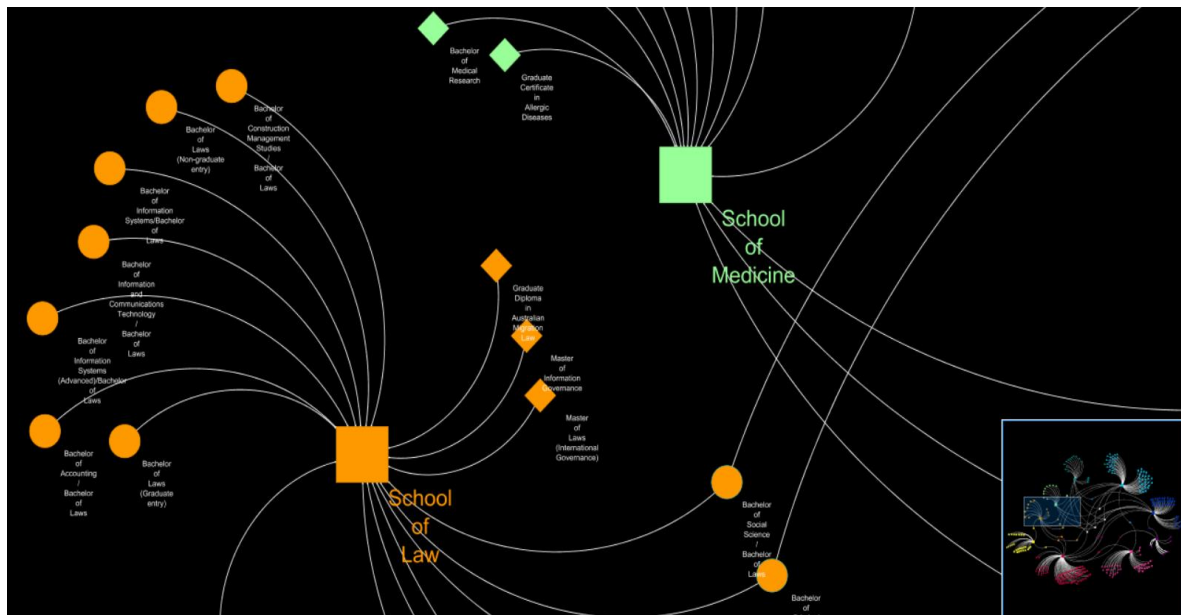 Bachelor
of
Medical
Research
Graduate
Certificate
in
Allergic
Diseases
Bachelor
of
Construction
Management
Studies
/
Bachelor
of
Laws
Bachelor
of
Laws
(Non-graduate
entry)
Bachelor
of
Information
Systems/Bachelor
of
Laws
School
of
Medicine
Bachelor
of
Information
and
Communications
Technology
/
Bachelor
of
Laws
Graduate
Diploma
in
Australian
Migration
Law
Bachelor
of
Information
Systems
(Advanced)/Bachelor
of
Laws
Master
of
Information
Governance
Master
of
Laws
(International
Governance)
Bachelor
of
Accounting
/
Bachelor
of
Laws
Bachelor
of
Laws
(Graduate
entry)
School
of
Law
Bachelor
of
Social
Science
/
Bachelor
of
Laws
Bachelor